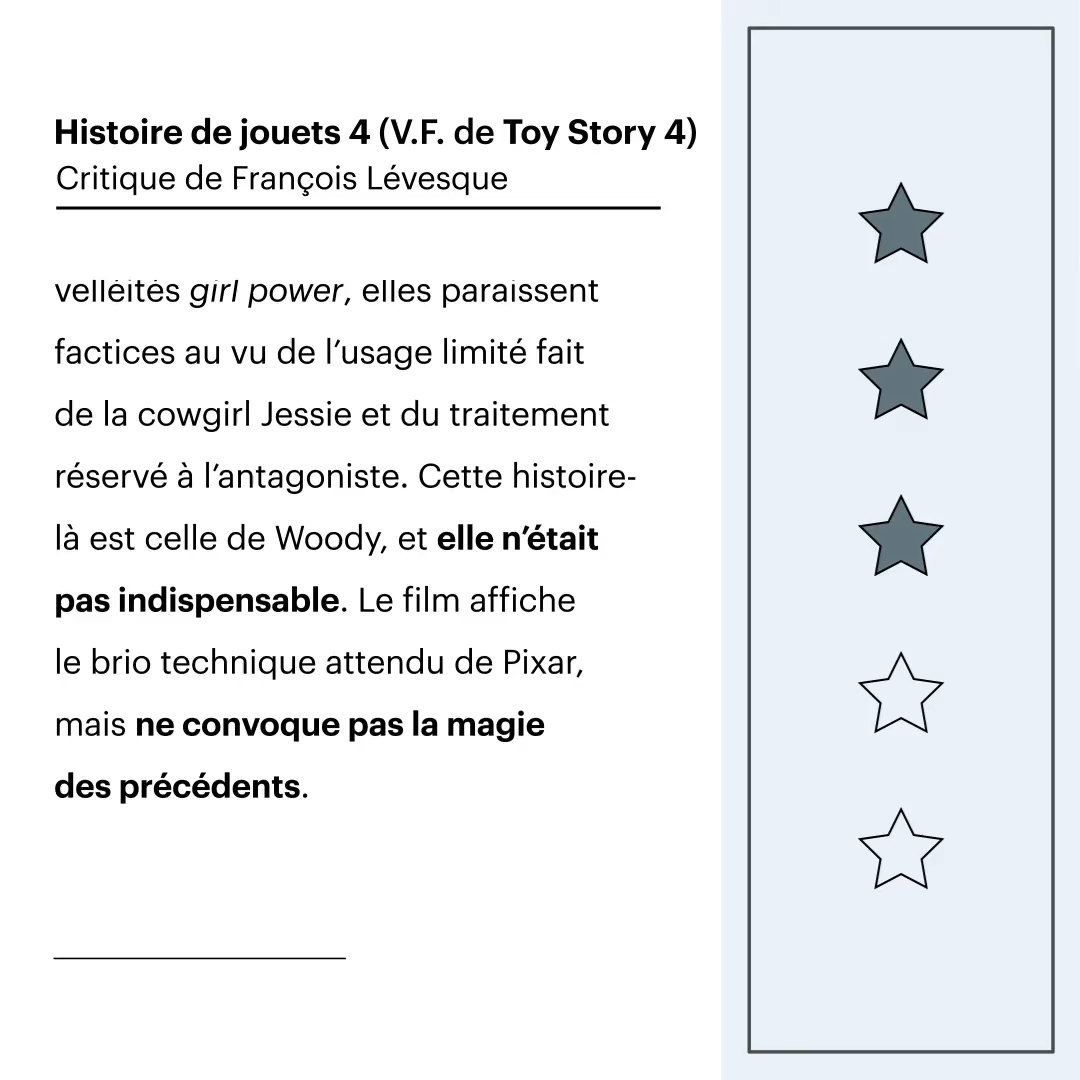 Histoire de jouets 4 (V.F. de Toy Story 4)
Critique de François Lévesque
velléités girl power, elles paraissent
factices au vu de l’usage limité fait
de la cowgirl Jessie et du traitement
réservé à l’antagoniste. Cette histoire-
là est celle de Woody, et elle n’était
pas indispensable. Le film affiche
le brio technique attendu de Pixar,
mais ne convoque pas la magie
des précédents.